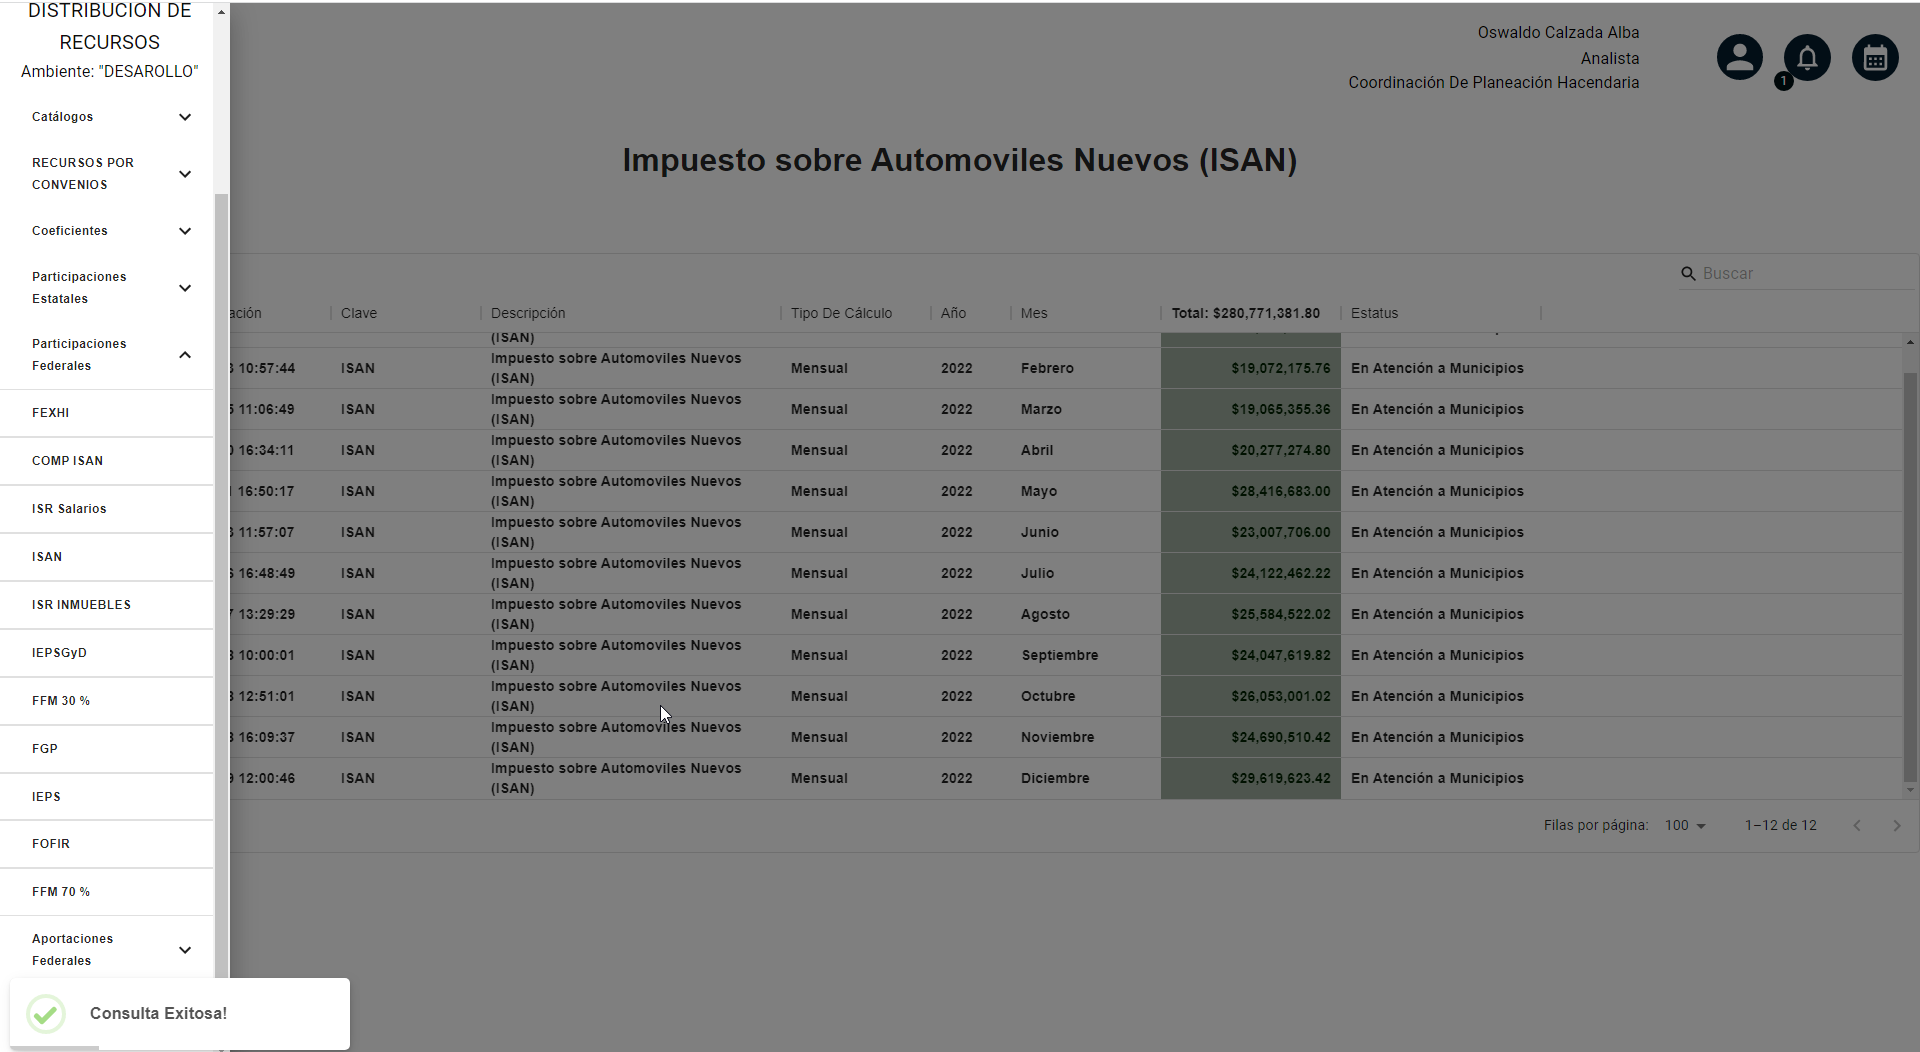 DISTRIBUCION DE
RECURSOS
Ambiente: "DESAROLLO"
Catálogos
RECURSOS POR
CONVENIOS
Coeficientes
Participaciones
Estatales
Participaciones
Federales
FEXHI
COMP ISAN
ISR Salarios
ISAN
ISR INMUEBLES
IEPSGyD
FFM 30 %
FGP
IEPS
FOFIR
FFM 70 %
Aportaciones
Federales
Consulta Exitosa!
Oswaldo Calzada Alba
Analista
Coordinación De Planeación Hacendaria
1
Impuesto sobre Automoviles Nuevos (ISAN)
Buscar
ación Clave Descripción Tipo De Cálculo Año Mes Total: $280,771,381.80 Estatus
(ISAN)
10:57:44 ISAN Impuesto sobre Automoviles Nuevos (ISAN) Mensual 2022 Febrero $19,072,175.76 En Atención a Municipios
11:06:49 ISAN Impuesto sobre Automoviles Nuevos (ISAN) Mensual 2022 Marzo $19,065,355.36 En Atención a Municipios
16:34:11 ISAN Impuesto sobre Automoviles Nuevos (ISAN) Mensual 2022 Abril $20,277,274.80 En Atención a Municipios
16:50:17 ISAN Impuesto sobre Automoviles Nuevos (ISAN) Mensual 2022 Mayo $28,416,683.00 En Atención a Municipios
11:57:07 ISAN Impuesto sobre Automoviles Nuevos (ISAN) Mensual 2022 Junio $23,007,706.00 En Atención a Municipios
16:48:49 ISAN Impuesto sobre Automoviles Nuevos (ISAN) Mensual 2022 Julio $24,122,462.22 En Atención a Municipios
13:29:29 ISAN Impuesto sobre Automoviles Nuevos (ISAN) Mensual 2022 Agosto $25,584,522.02 En Atención a Municipios
10:00:01 ISAN Impuesto sobre Automoviles Nuevos (ISAN) Mensual 2022 Septiembre $24,047,619.82 En Atención a Municipios
12:51:01 ISAN Impuesto sobre Automoviles Nuevos (ISAN) Mensual 2022 Octubre $26,053,001.02 En Atención a Municipios
16:09:37 ISAN Impuesto sobre Automoviles Nuevos (ISAN) Mensual 2022 Noviembre $24,690,510.42 En Atención a Municipios
12:00:46 ISAN Impuesto sobre Automoviles Nuevos (ISAN) Mensual 2022 Diciembre $29,619,623.42 En Atención a Municipios
Filas por página: 100 1–12 de 12